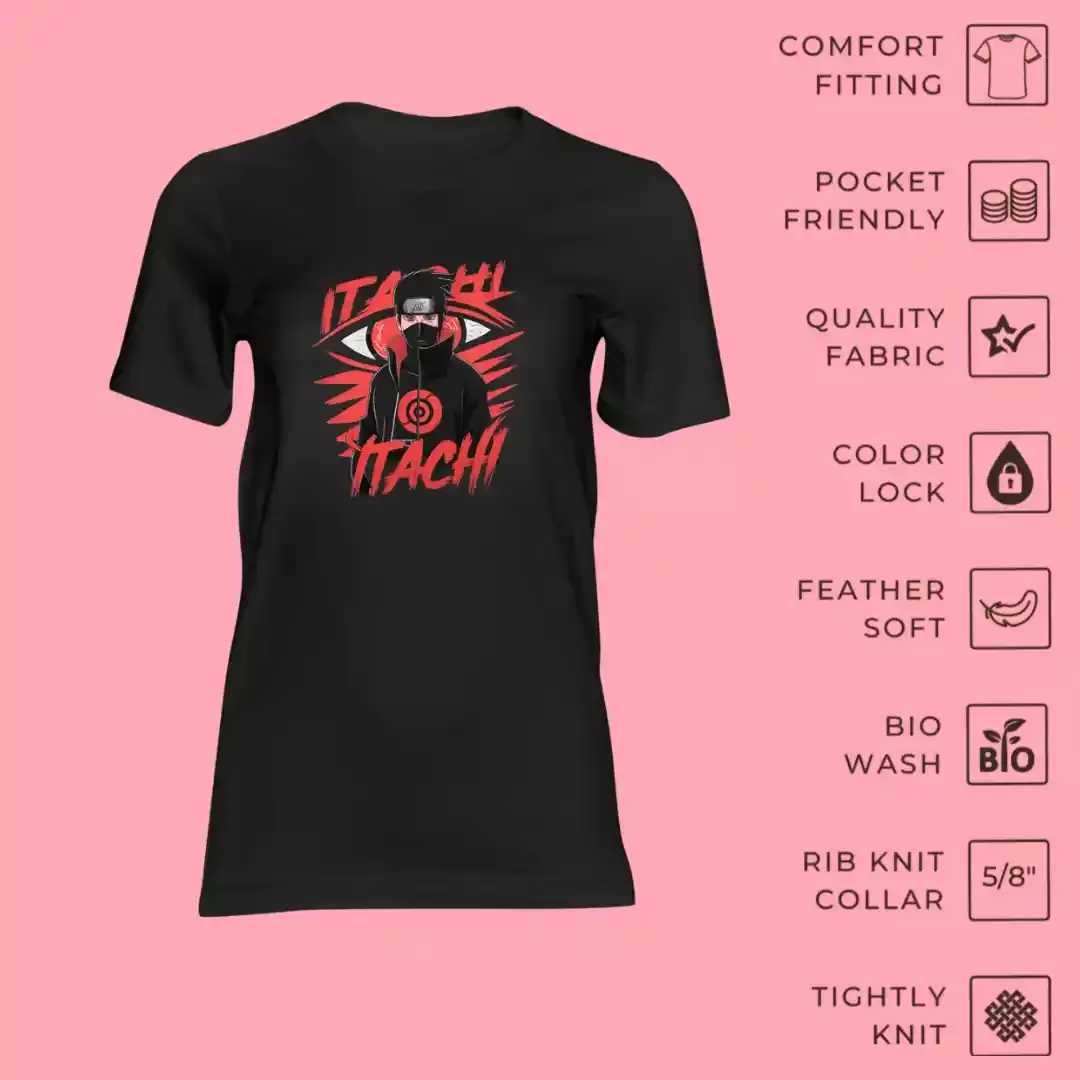 ITACHI
ITACHI
COMFORT
FITTING
POCKET
FRIENDLY
QUALITY
FABRIC
COLOR
LOCK
FEATHER
SOFT
BIO
WASH
BIO
RIB KNIT
COLLAR
5/8"
TIGHTLY
KNIT